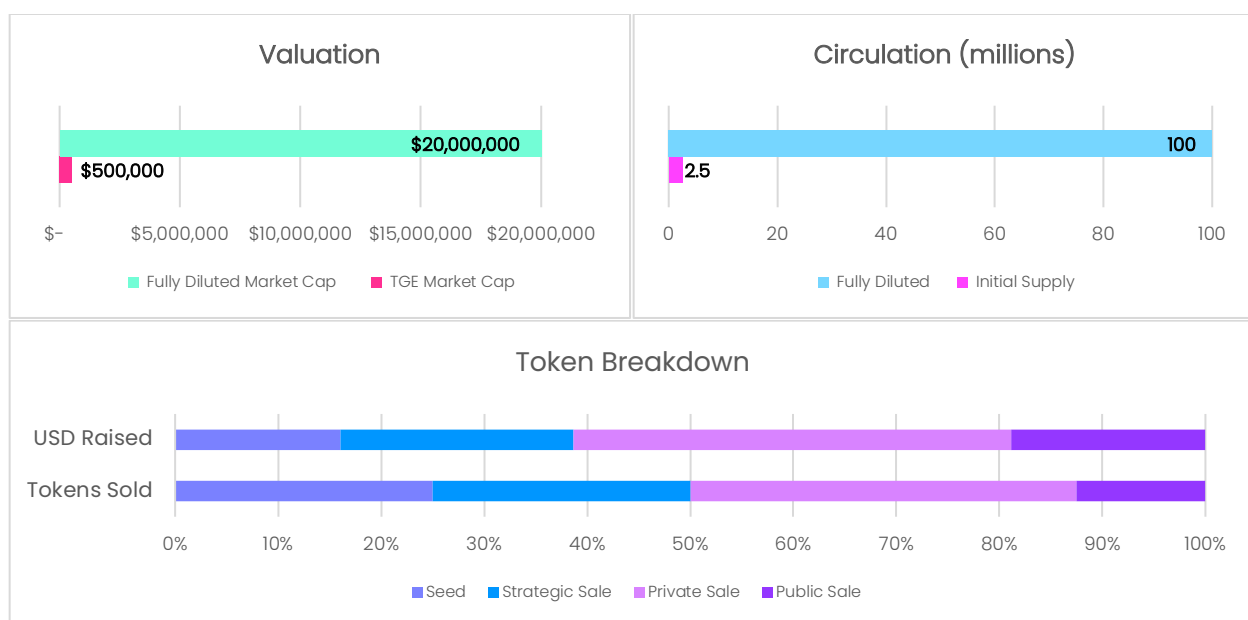 Valuation
$20,000,000
$500,000
$- $5,000,000 $10,000,000 $15,000,000 $20,000,000
Fully Diluted Market Cap TGE Market Cap
Circulation (millions)
100
2.5
0 20 40 60 80 100
Fully Diluted Initial Supply
Token Breakdown
USD Raised
Tokens Sold
0% 10% 20% 30% 40% 50% 60% 70% 80% 90% 100%
Seed Strategic Sale Private Sale Public Sale